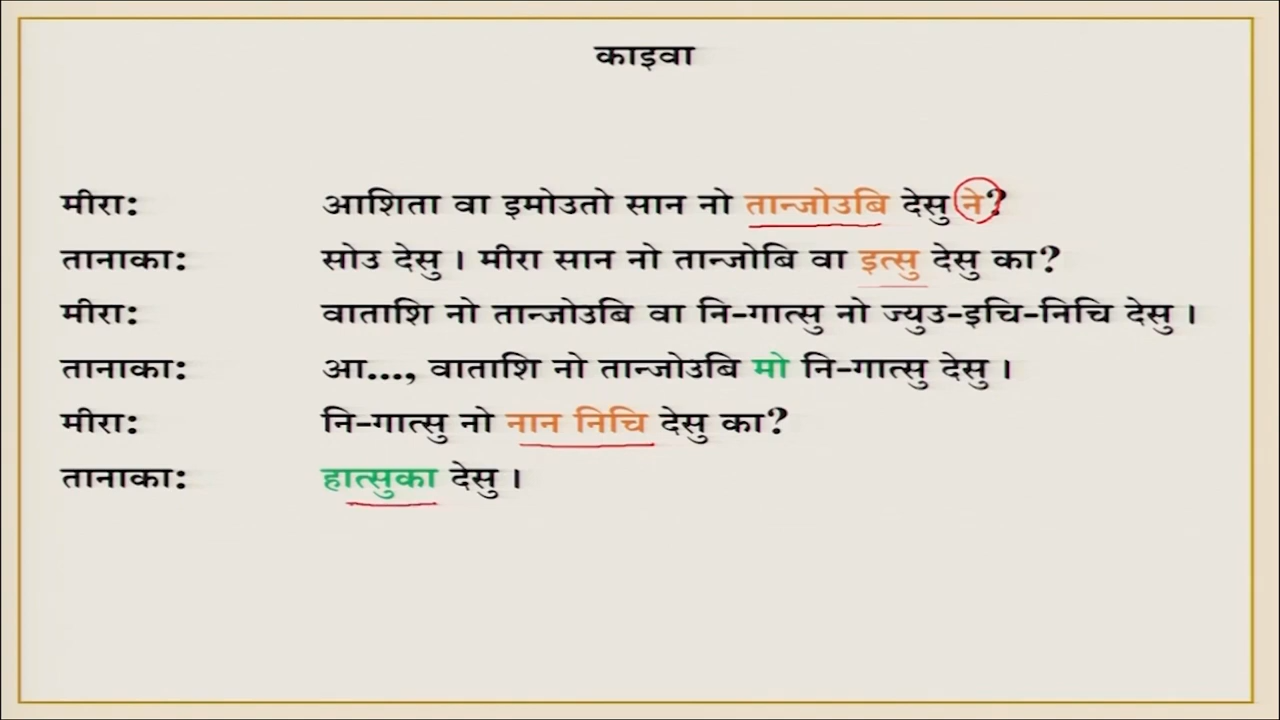 काइवा
मीरा: आशिता वा इमोउतो सान नो तान्जोउबि देसु ने?
तानाका: सोउ देसु । मीरा सान नो तान्जोबि वा इत्सु देसु का?
मीरा: वाताशि नो तान्जोउबि वा नि-गात्सु नो ज्युउ-इचि-निचि देसु ।
तानाका: आ..., वाताशि नो तान्जोउबि मो नि-गात्सु देसु ।
मीरा: नि-गात्सु नो नान निचि देसु का?
तानाका: हात्सुका देसु ।